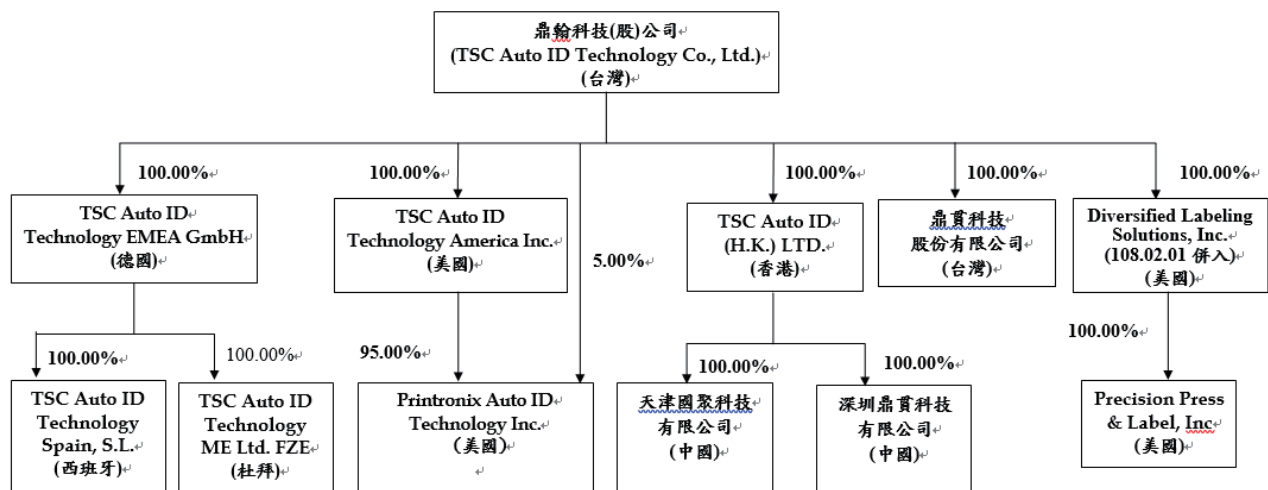 鼎翰科技(股)公司
(TSC Auto ID Technology Co., Ltd.)
(台灣)
100.00%
100.00%
100.00%
100.00%
100.00%
TSC Auto ID
Technology EMEA GmbH
(德國)
TSC Auto ID
Technology America Inc.
(美國)
5.00%
TSC Auto ID
(H.K.) LTD.
(香港)
鼎貫科技
股份有限公司
(台灣)
Diversified Labeling
Solutions, Inc.
(108.02.01 併入)
(美國)
100.00%
100.00%
95.00%
100.00%
100.00%
100.00%
TSC Auto ID
Technology
Spain, S.L.
(西班牙)
TSC Auto ID
Technology
ME Ltd. FZE
(杜拜)
Printronix Auto ID
Technology Inc.
(美國)
天津國聚科技
有限公司
(中國)
深圳鼎貫科技
有限公司
(中國)
Precision Press
& Label, Inc
(美國)